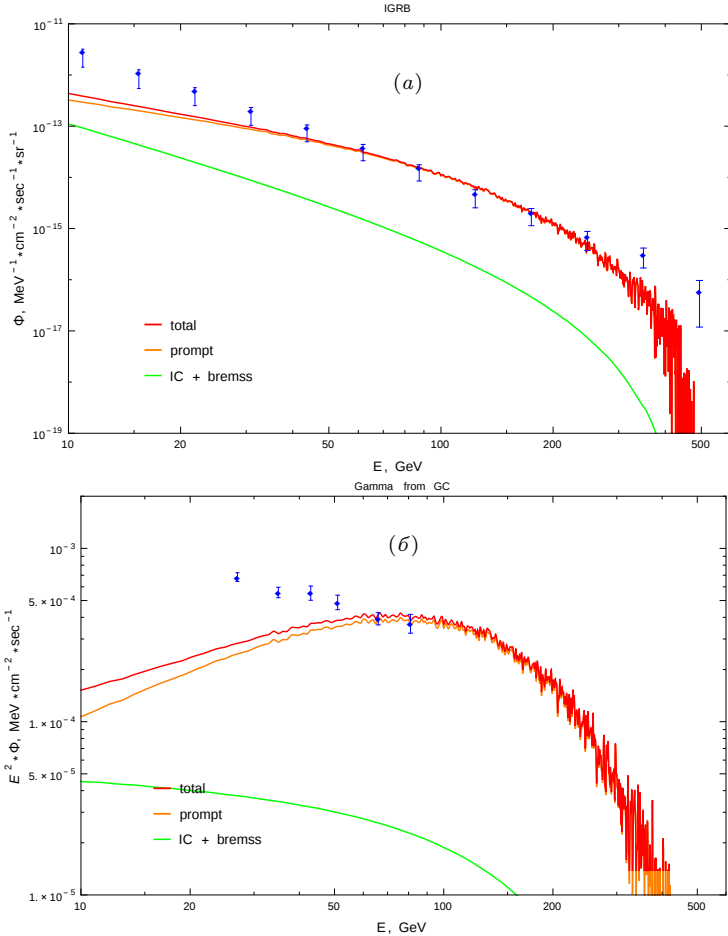 IGRB
10⁻¹¹
(a)
10⁻¹³
10⁻¹⁵
10⁻¹⁷
10⁻¹⁹
Φ, MeV⁻¹*cm⁻²*sec⁻¹*sr⁻¹
total
prompt
IC + bremss
10 20 50 100 200 500
E, GeV
Gamma from GC
(б)
10⁻³
5.×10⁻⁴
1.×10⁻⁴
5.×10⁻⁵
1.×10⁻⁵
E²*Φ, MeV*cm⁻²*sec⁻¹
total
prompt
IC + bremss
10 50 100 200 500
E, GeV